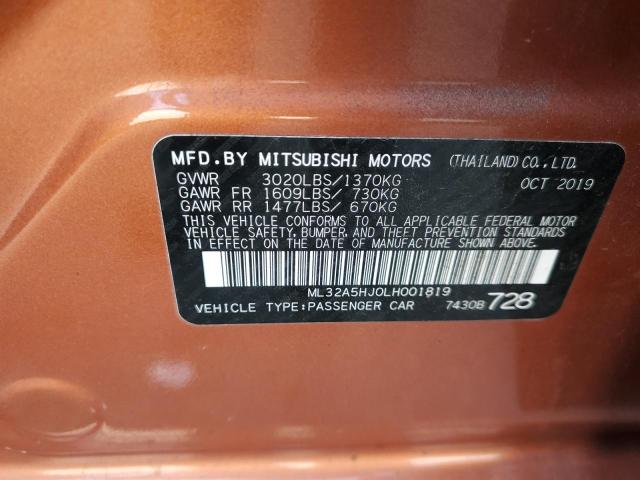 MFD.BY MITSUBISHI MOTORS (THAILAND)CO.,LTD.
GVWR 3020LBS/1370KG OCT 2019
GAWR FR 1609LBS/ 730KG
GAWR RR 1477LBS/ 670KG
THIS VEHICLE CONFORMS TO ALL APPLICABLE FEDERAL MOTOR
VEHICLE SAFETY, BUMPER, AND THEFT PREVENTION STANDARDS
IN EFFECT ON THE DATE OF MANUFACTURE SHOWN ABOVE.
ML32A5HJ0LH001819
VEHICLE TYPE:PASSENGER CAR 7430B 728